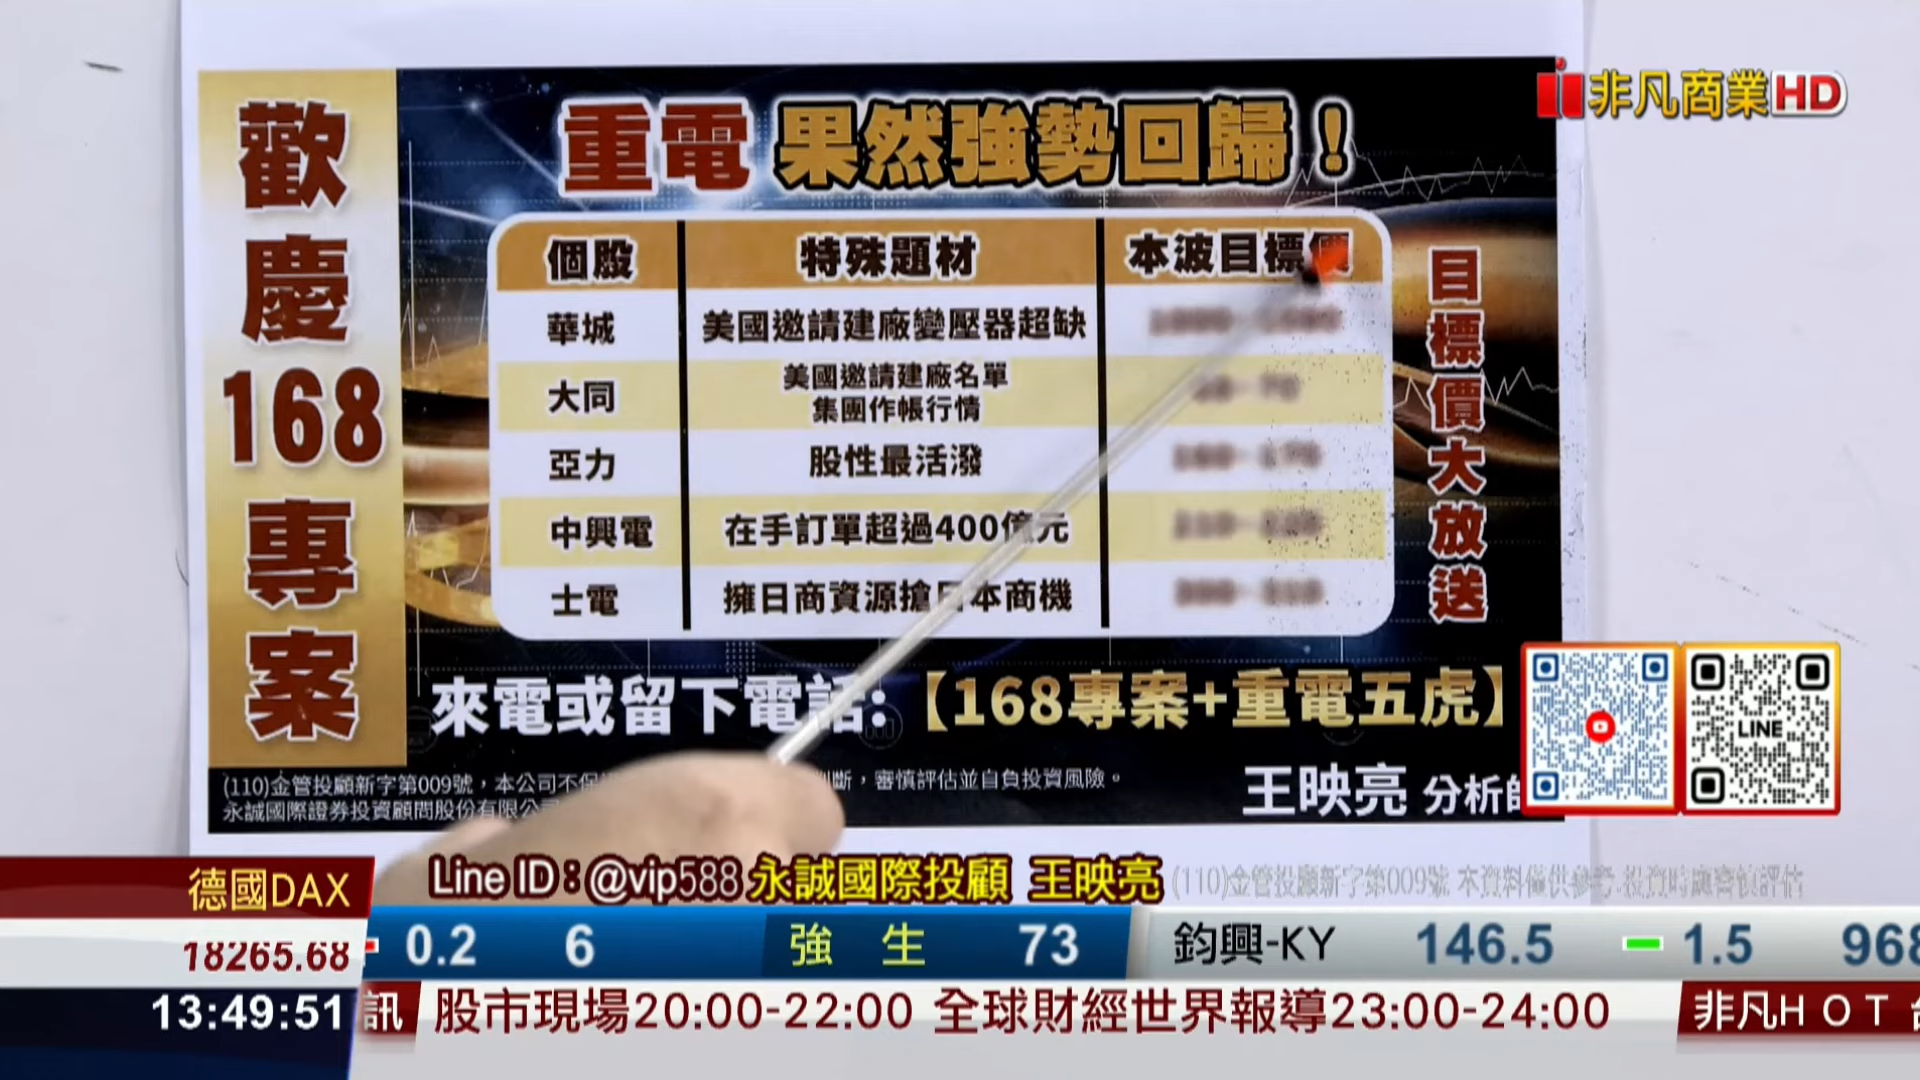 非凡商業HD
歡慶168專案
重電 果然強勢回歸！
個股 特殊題材 本波目標
華城 美國邀請建廠變壓器超缺
大同 美國邀請建廠名單
集團作帳行情
亞力 股性最活潑
中興電 在手訂單超過400億元
士電 擁日商資源搶日本商機
目標價大放送
來電或留下電話:【168專案+重電五虎】
(110)金管投顧新字第009號，本公司不保
斷，審慎評估並自負投資風險。
永誠國際證券投資顧問股份有限公
王映亮 分析
LINE
Line ID：@vip588 永誠國際投顧 王映亮
(110)金管投顧新字第009號 本資料僅供參考,投資時應審慎評估
德國DAX
18265.68
0.2 6 強生 73 鈞興-KY 146.5 1.5 968
13:49:51
訊 股市現場20:00-22:00 全球財經世界報導23:00-24:00 非凡HOT